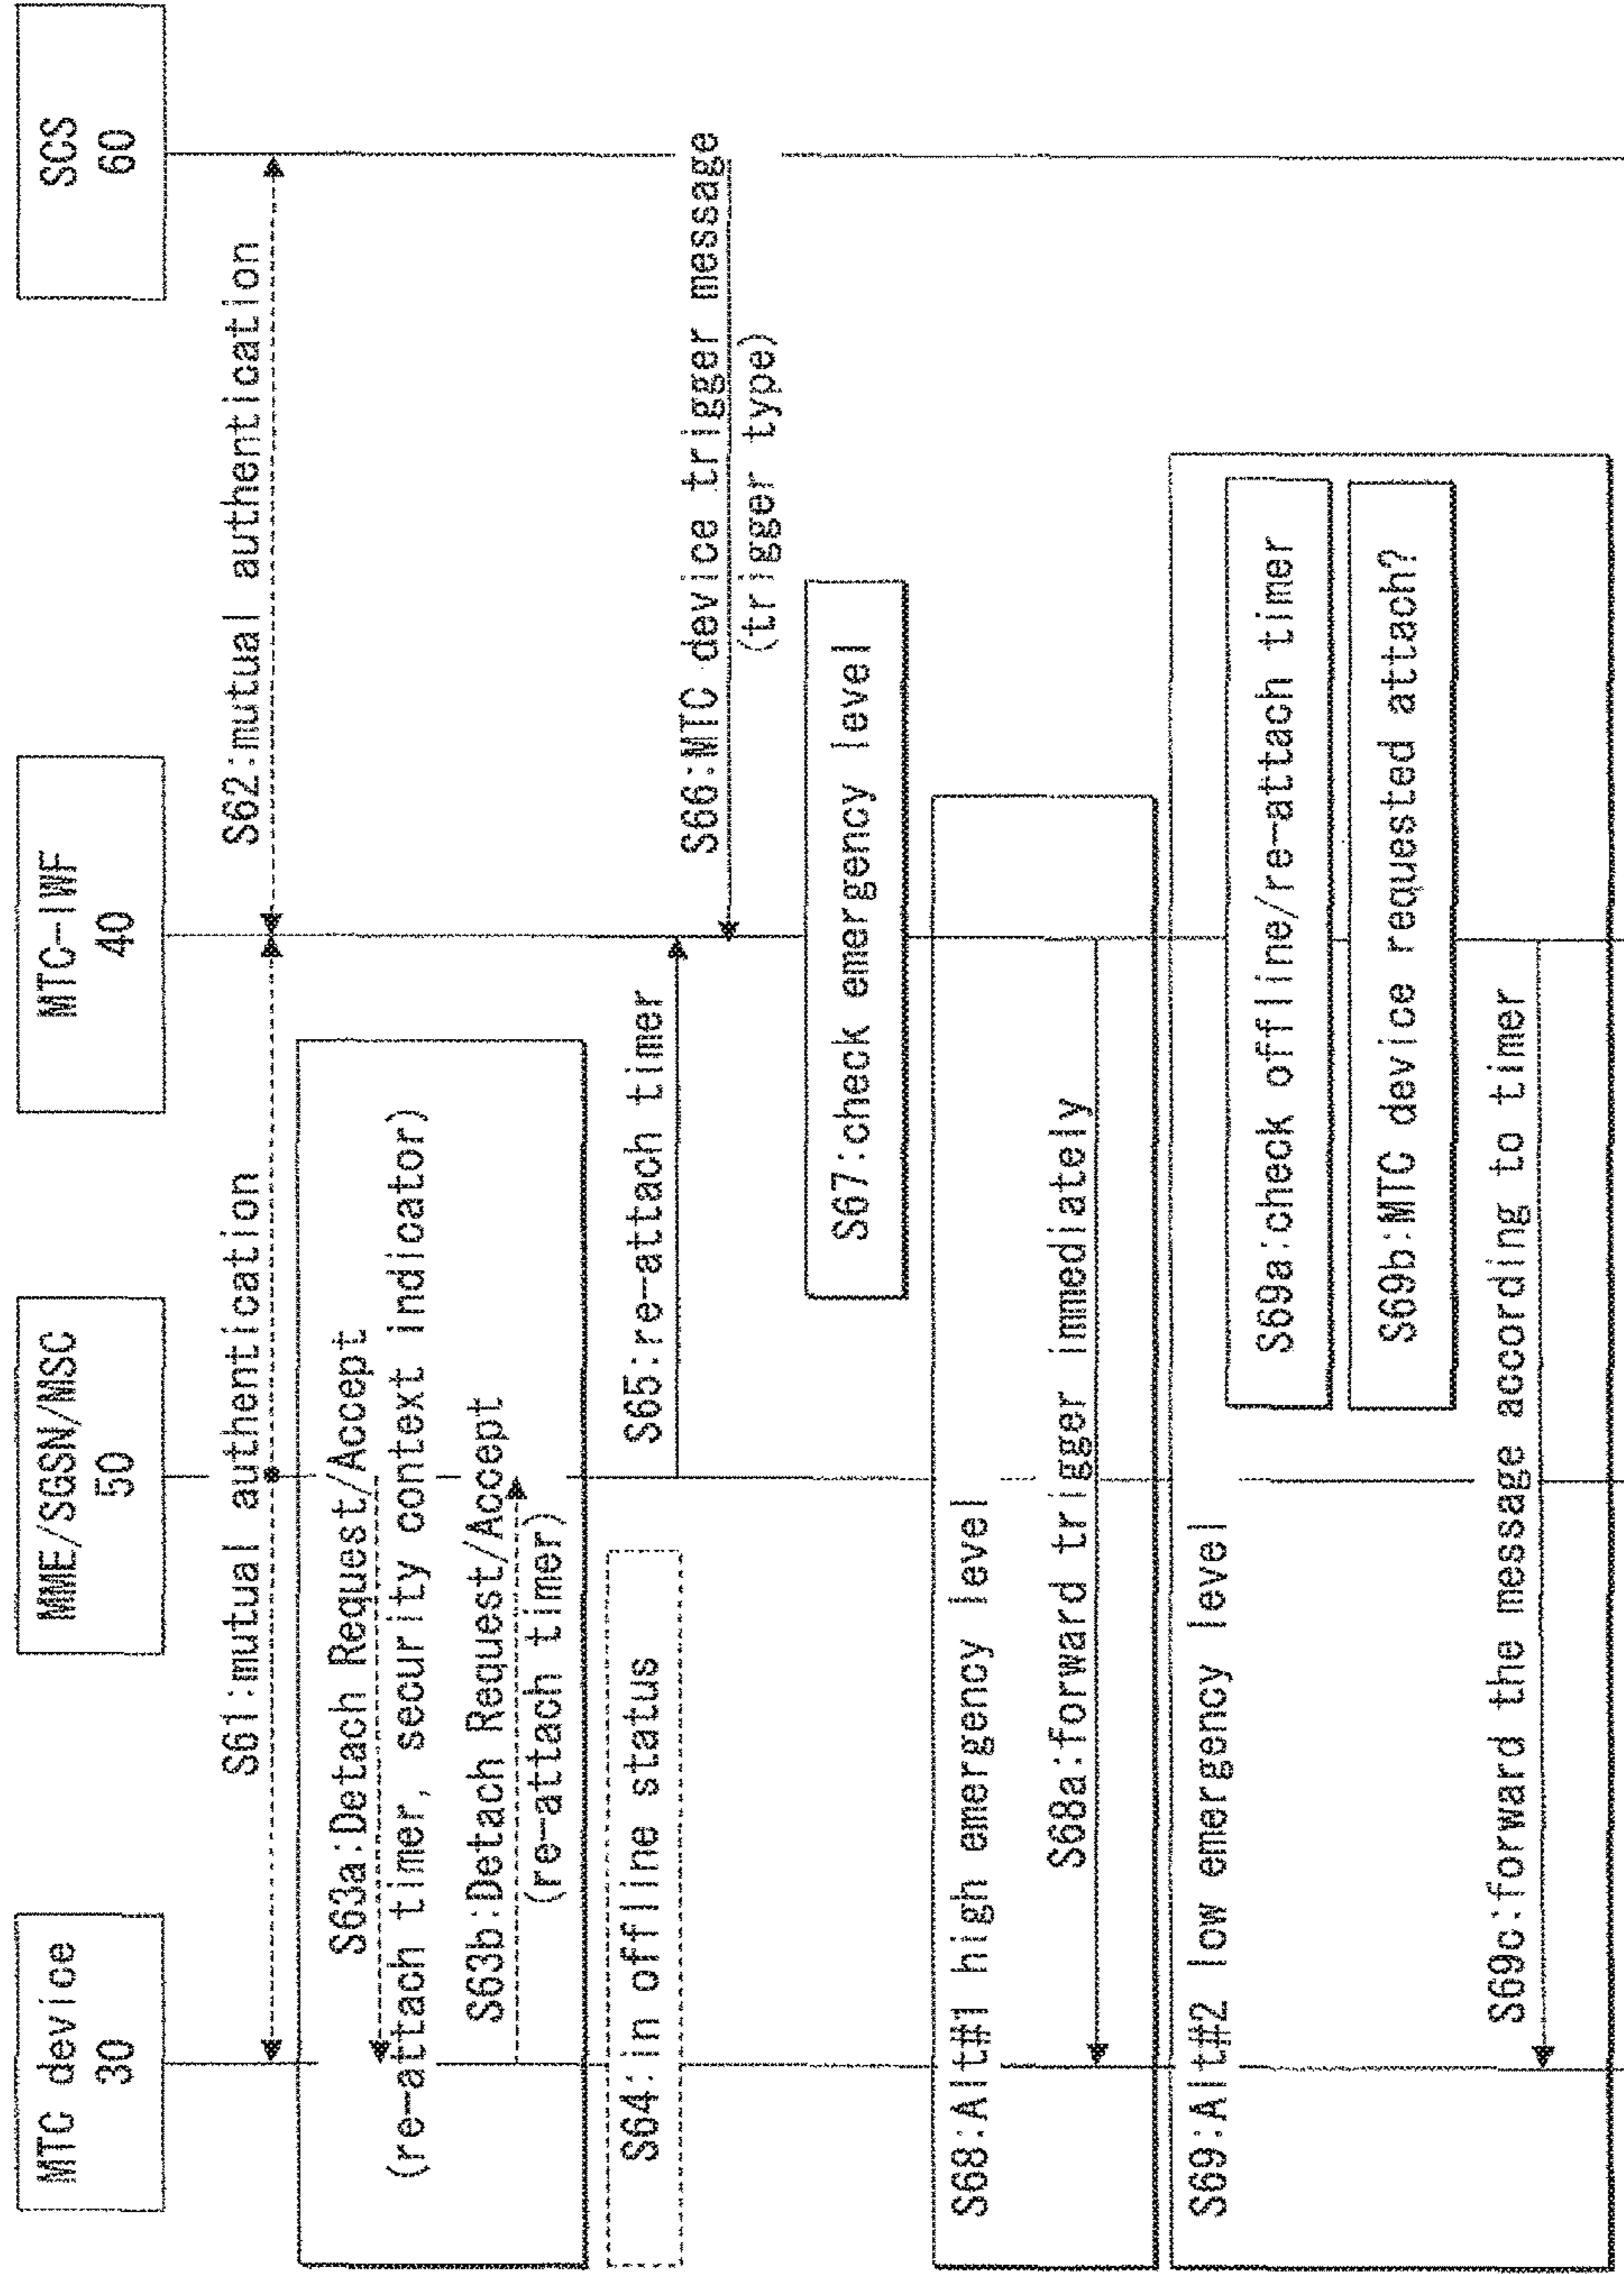 MTC device
30
MME/SGSN/MSC
50
MTC-IWF
40
SCS
60
S61:mutual authentication
S62:mutual authentication
S63a:Detach Request/Accept
(re-attach timer, security context indicator)
S63b:Detach Request/Accept
(re-attach timer)
S64:in offline status
S65:re-attach timer
S66:MTC device trigger message
(trigger type)
S67:check emergency level
S68:Alt#1 high emergency level
S68a:forward trigger immediately
S69:Alt#2 low emergency level
S69a:check offline/re-attach timer
S69b:MTC device requested attach?
S69c:forward the message according to timer